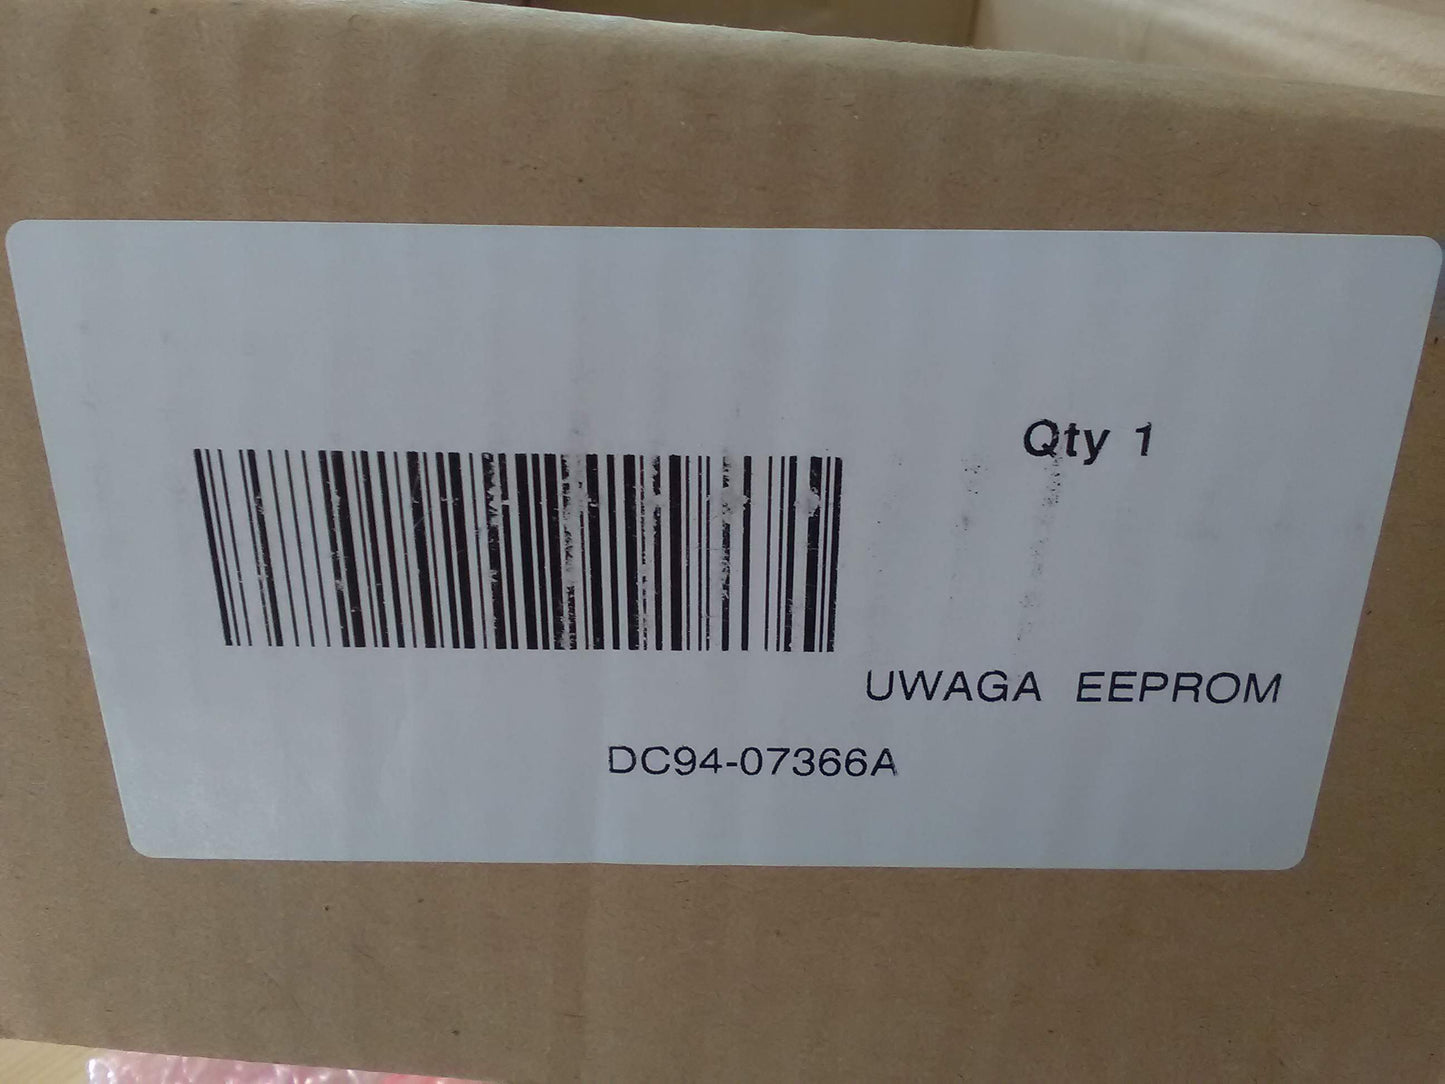 Qty 1
UWAGA EEPROM
DC94-07366A